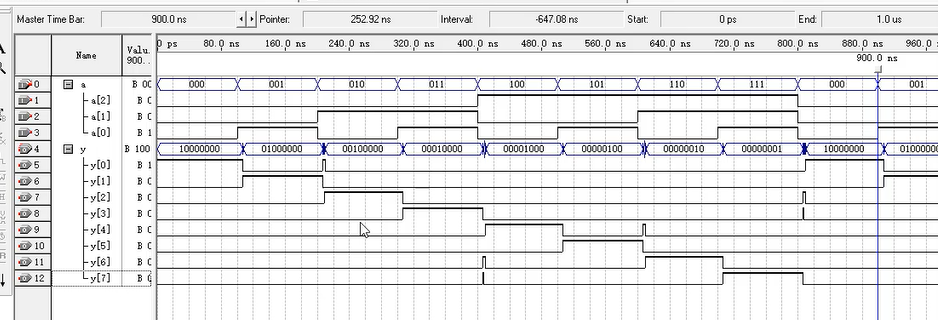 Master Time Bar: 900.0 ns Pointer: 252.92 ns Interval: -647.08 ns Start: 0 ps End: 1.0 us
Name Valu. 900.. 0 ps 80.0 ns 160.0 ns 240.0 ns 320.0 ns 400.0 ns 480.0 ns 560.0 ns 640.0 ns 720.0 ns 800.0 ns 880.0 ns 960.0
900.0 ns
0 a B 00 000 001 010 011 100 101 110 111 000 001
1 a[2] B 0
2 a[1] B 0
3 a[0] B 1
4 y B 100 10000000 01000000 00100000 00010000 00001000 00000100 00000010 00000001 10000000 0100000
5 y[0] B 1
6 y[1] B 0
7 y[2] B 0
8 y[3] B 0
9 y[4] B 0
10 y[5] B 0
11 y[6] B 0
12 y[7] B